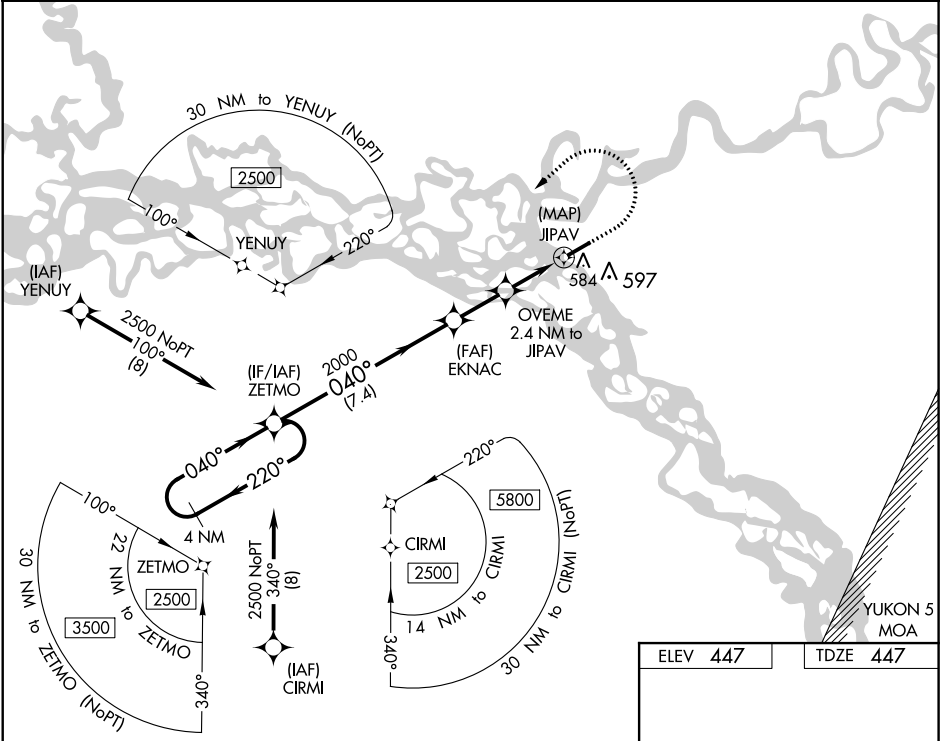 30 NM to YENUY (NoPT)
2500
100°
220°
YENUY
(MAP)
JIPAV
584
597
(IAF)
YENUY
2500 NoPT
100°
(8)
OVEME
2.4 NM to
JIPAV
(FAF)
EKNAC
(IF/IAF)
ZETMO
2000
040°
(7.4)
040°
220°
4 NM
100°
ZETMO
22 NM to ZETMO
2500
3500
30 NM to ZETMO (NoPT)
340°
2500 NoPT
340°
(8)
(IAF)
CIRMI
220°
5800
CIRMI
2500
14 NM to CIRMI
30 NM to CIRMI (NoPT)
340°
YUKON 5
MOA
ELEV 447
TDZE 447